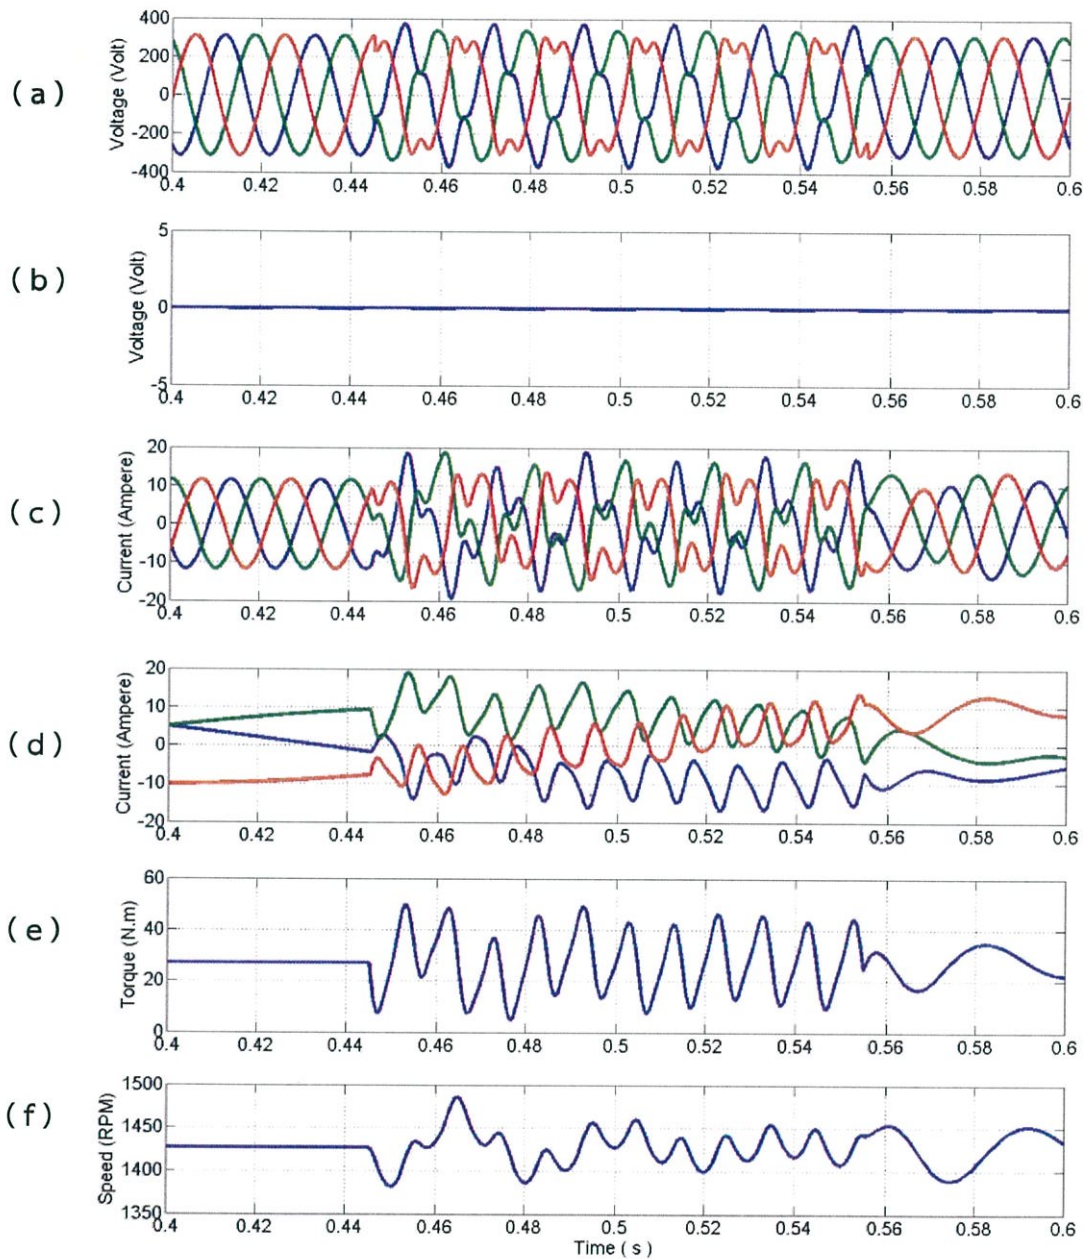 (a)
Voltage (Volt)
400
200
0
-200
-400
0.4 0.42 0.44 0.46 0.48 0.5 0.52 0.54 0.56 0.58 0.6
(b)
Voltage (Volt)
5
0
-5
0.4 0.42 0.44 0.46 0.48 0.5 0.52 0.54 0.56 0.58 0.6
(c)
Current (Ampere)
20
10
0
-10
-20
0.4 0.42 0.44 0.46 0.48 0.5 0.52 0.54 0.56 0.58 0.6
(d)
Current (Ampere)
20
10
0
-10
-20
0.4 0.42 0.44 0.46 0.48 0.5 0.52 0.54 0.56 0.58 0.6
(e)
Torque (N.m)
60
40
20
0
0.4 0.42 0.44 0.46 0.48 0.5 0.52 0.54 0.56 0.58 0.6
(f)
Speed (RPM)
1500
1450
1400
1350
0.4 0.42 0.44 0.46 0.48 0.5 0.52 0.54 0.56 0.58 0.6
Time ( s )